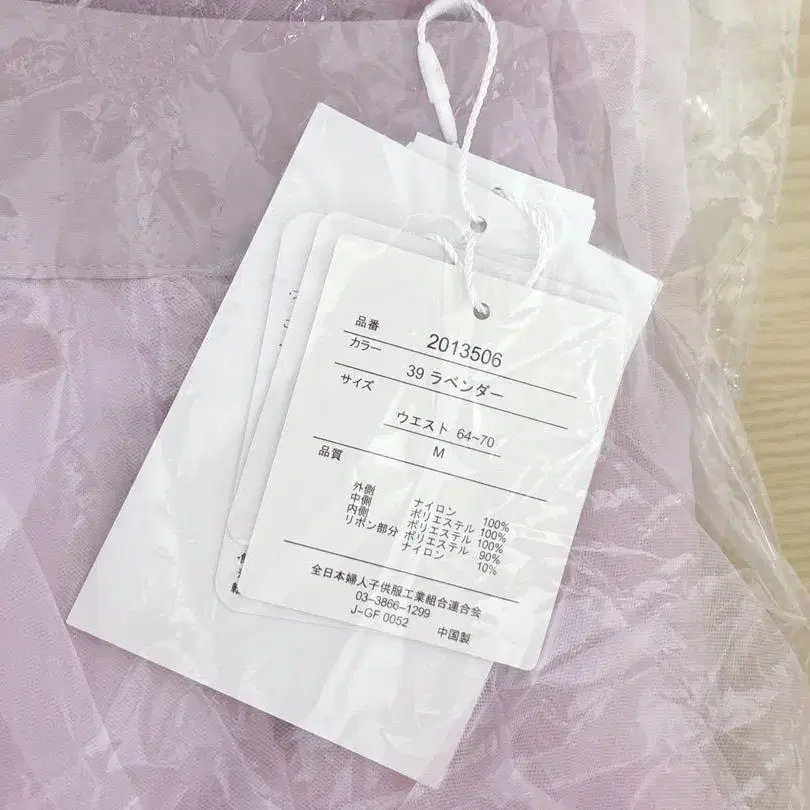 品番 2013506
カラー 39 ラベンダー
サイズ ウエスト 64~70
M
品質
外側 ナイロン 100%
中側 ポリエステル 100%
内側 ポリエステル 100%
リボン部分 ポリエステル 90%
ナイロン 10%
全日本婦人子供服工業組合連合会
03-3866-1299
J-GF 0052 中国製